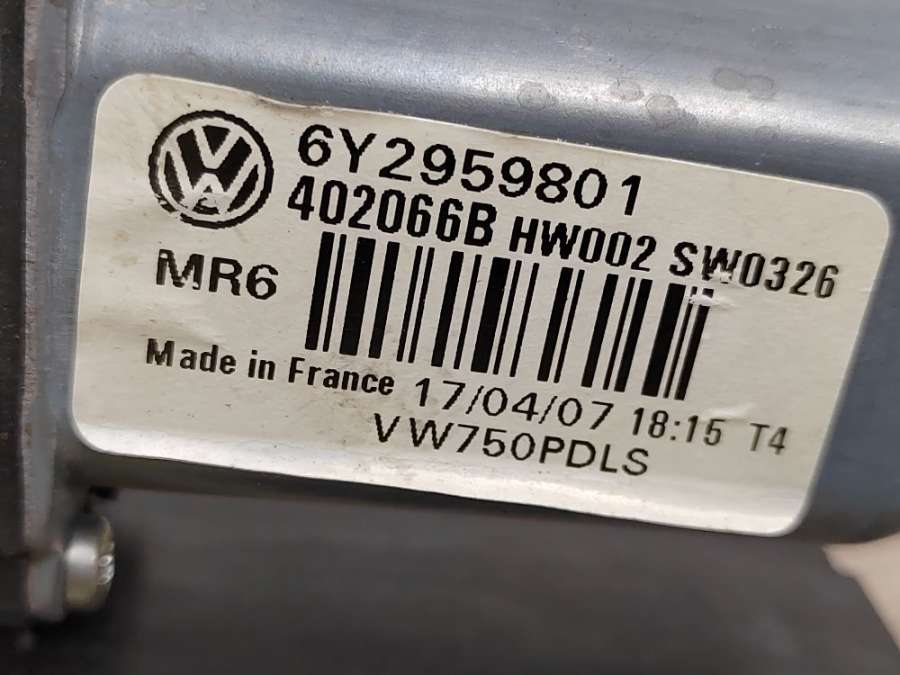 6Y2959801
402066B HW002 SW0326
MR6
Made in France 17/04/07 18:15 T4
VW750PDLS